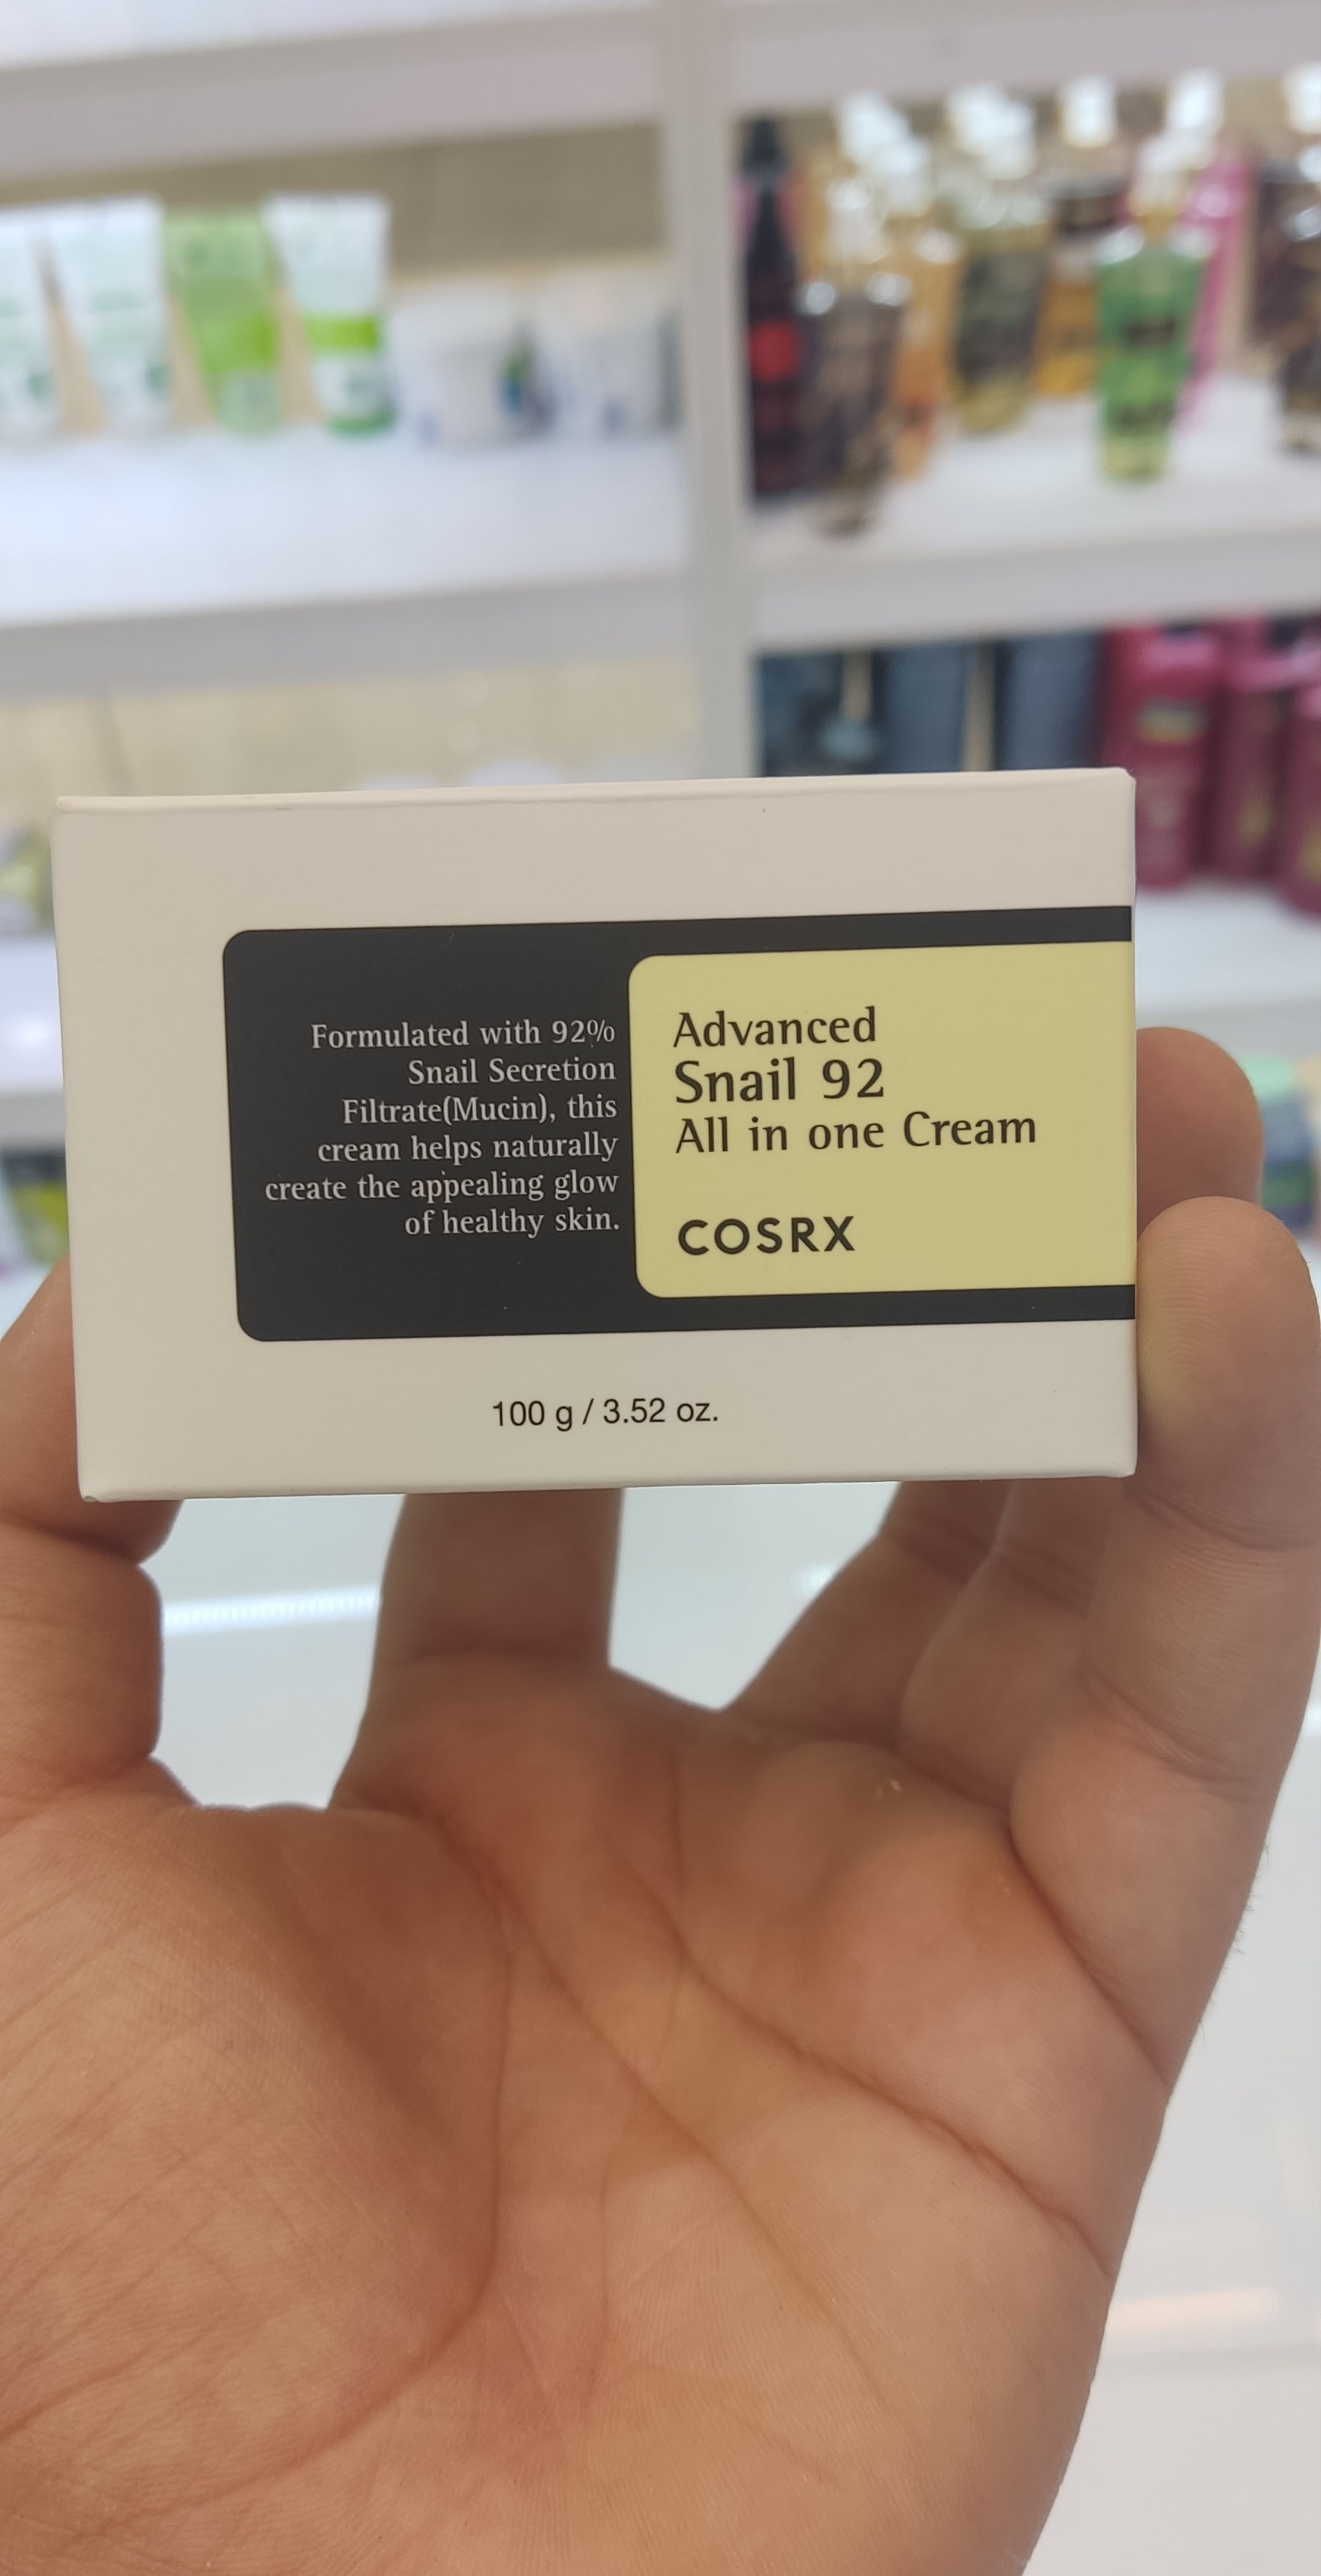 Formulated with 92%
Snail Secretion
Filtrate(Mucin), this
cream helps naturally
create the appealing glow
of healthy skin.
Advanced
Snail 92
All in one Cream
COSRX
100 g / 3.52 oz.